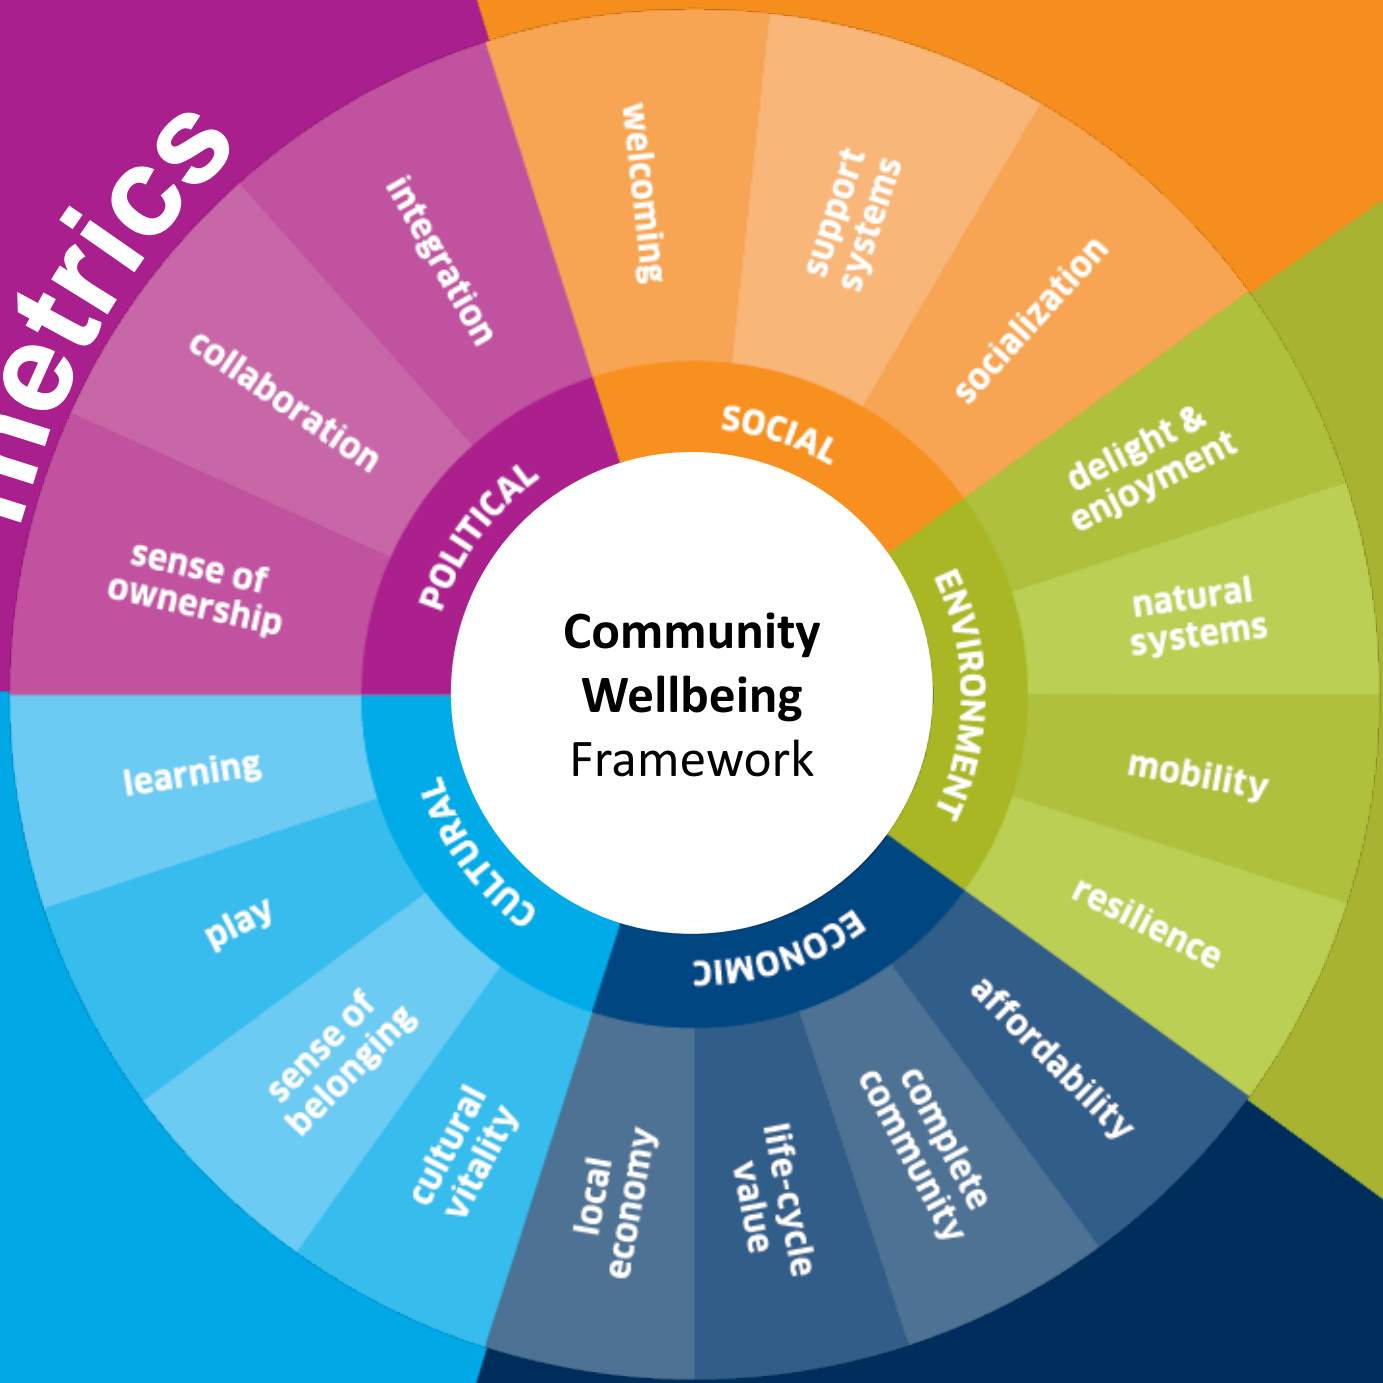 metrics
Community
Wellbeing
Framework
SOCIAL
welcoming
support
systems
socialization
ENVIRONMENT
delight &
enjoyment
natural
systems
mobility
resilience
ECONOMIC
affordability
complete
community
life-cycle
value
local
economy
CULTURAL
cultural
vitality
sense of
belonging
play
learning
POLITICAL
sense of
ownership
collaboration
integration